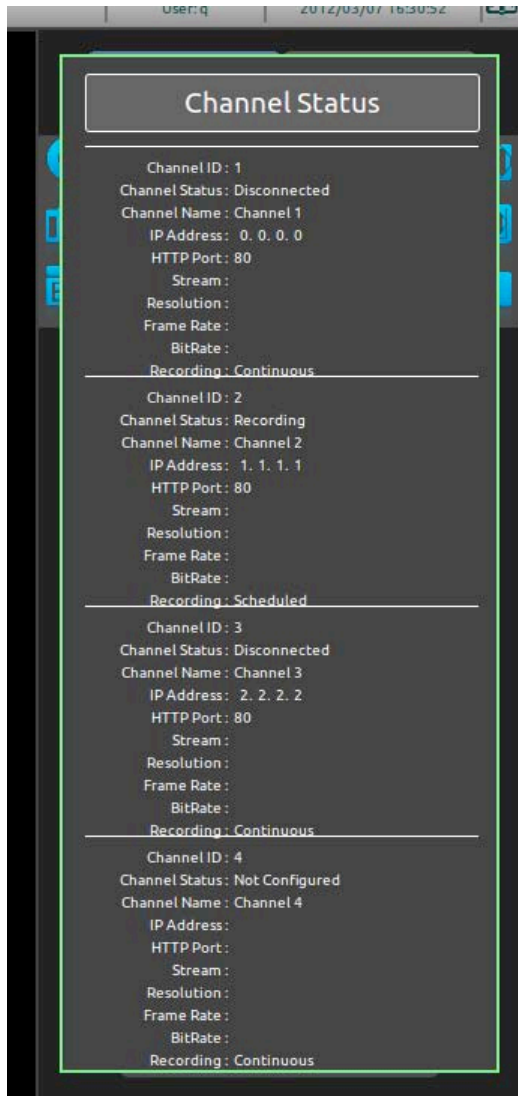 User: q 2012/03/07 16:30:52
Channel Status
Channel ID : 1
Channel Status : Disconnected
Channel Name : Channel 1
IP Address : 0. 0. 0. 0
HTTP Port : 80
Stream :
Resolution :
Frame Rate :
BitRate :
Recording : Continuous
Channel ID : 2
Channel Status : Recording
Channel Name : Channel 2
IP Address : 1. 1. 1. 1
HTTP Port : 80
Stream :
Resolution :
Frame Rate :
BitRate :
Recording : Scheduled
Channel ID : 3
Channel Status : Disconnected
Channel Name : Channel 3
IP Address : 2. 2. 2. 2
HTTP Port : 80
Stream :
Resolution :
Frame Rate :
BitRate :
Recording : Continuous
Channel ID : 4
Channel Status : Not Configured
Channel Name : Channel 4
IP Address :
HTTP Port :
Stream :
Resolution :
Frame Rate :
BitRate :
Recording : Continuous